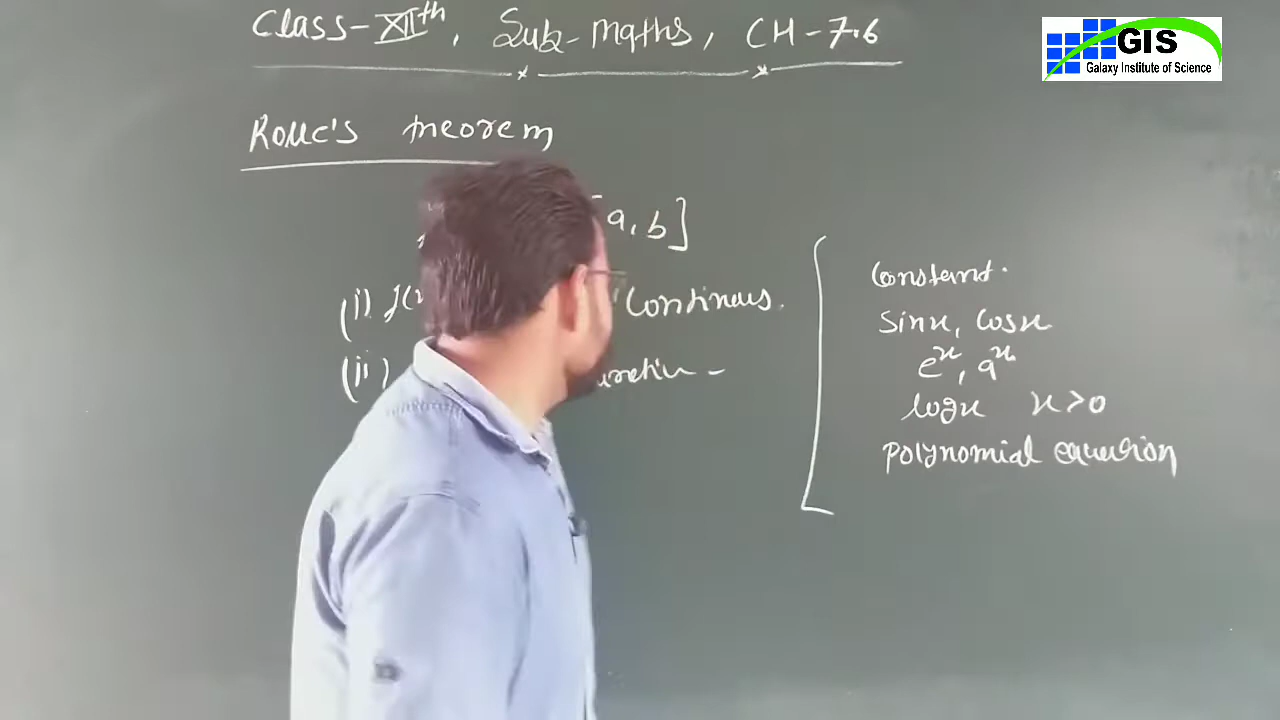 Class-XIIth, Sub-Maths, CH-7.6
GIS
Galaxy Institute of Science
Rolle's theorem
a, b]
(i) f(x Continous.
(ii) -
Constant.
sinx, cosx
e^x, a^x
logx x>0
polynomial equation